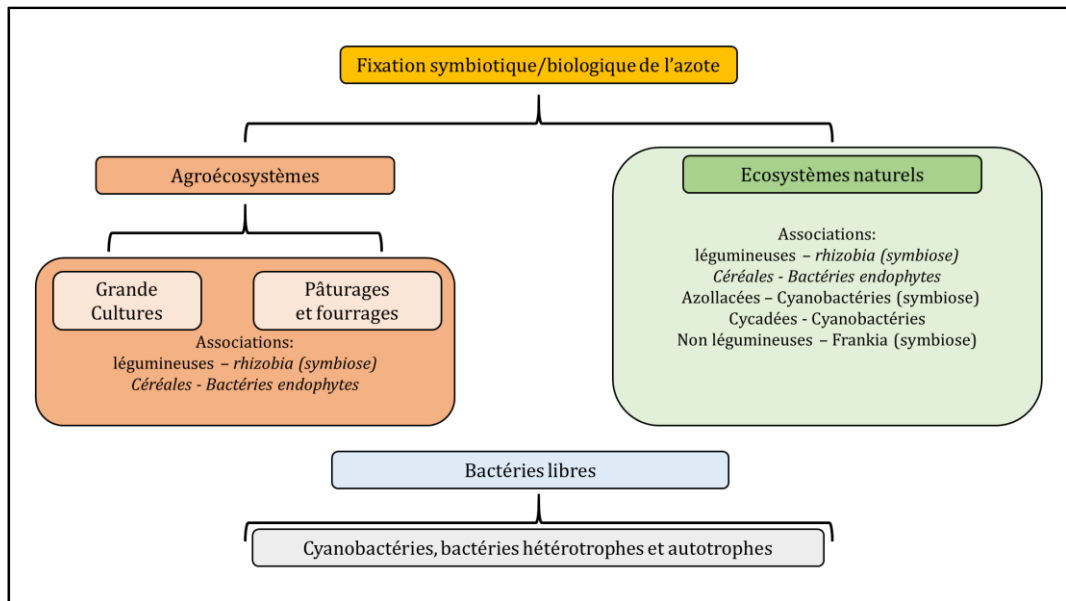 Fixation symbiotique/biologique de l’azote
Agroécosystèmes
Ecosystèmes naturels
Grande
Cultures
Pâturages
et fourrages
Associations:
légumineuses – rhizobia (symbiose)
Céréales - Bactéries endophytes
Associations:
légumineuses – rhizobia (symbiose)
Céréales - Bactéries endophytes
Azollacées – Cyanobactéries (symbiose)
Cycadées - Cyanobactéries
Non légumineuses – Frankia (symbiose)
Bactéries libres
Cyanobactéries, bactéries hétérotrophes et autotrophes